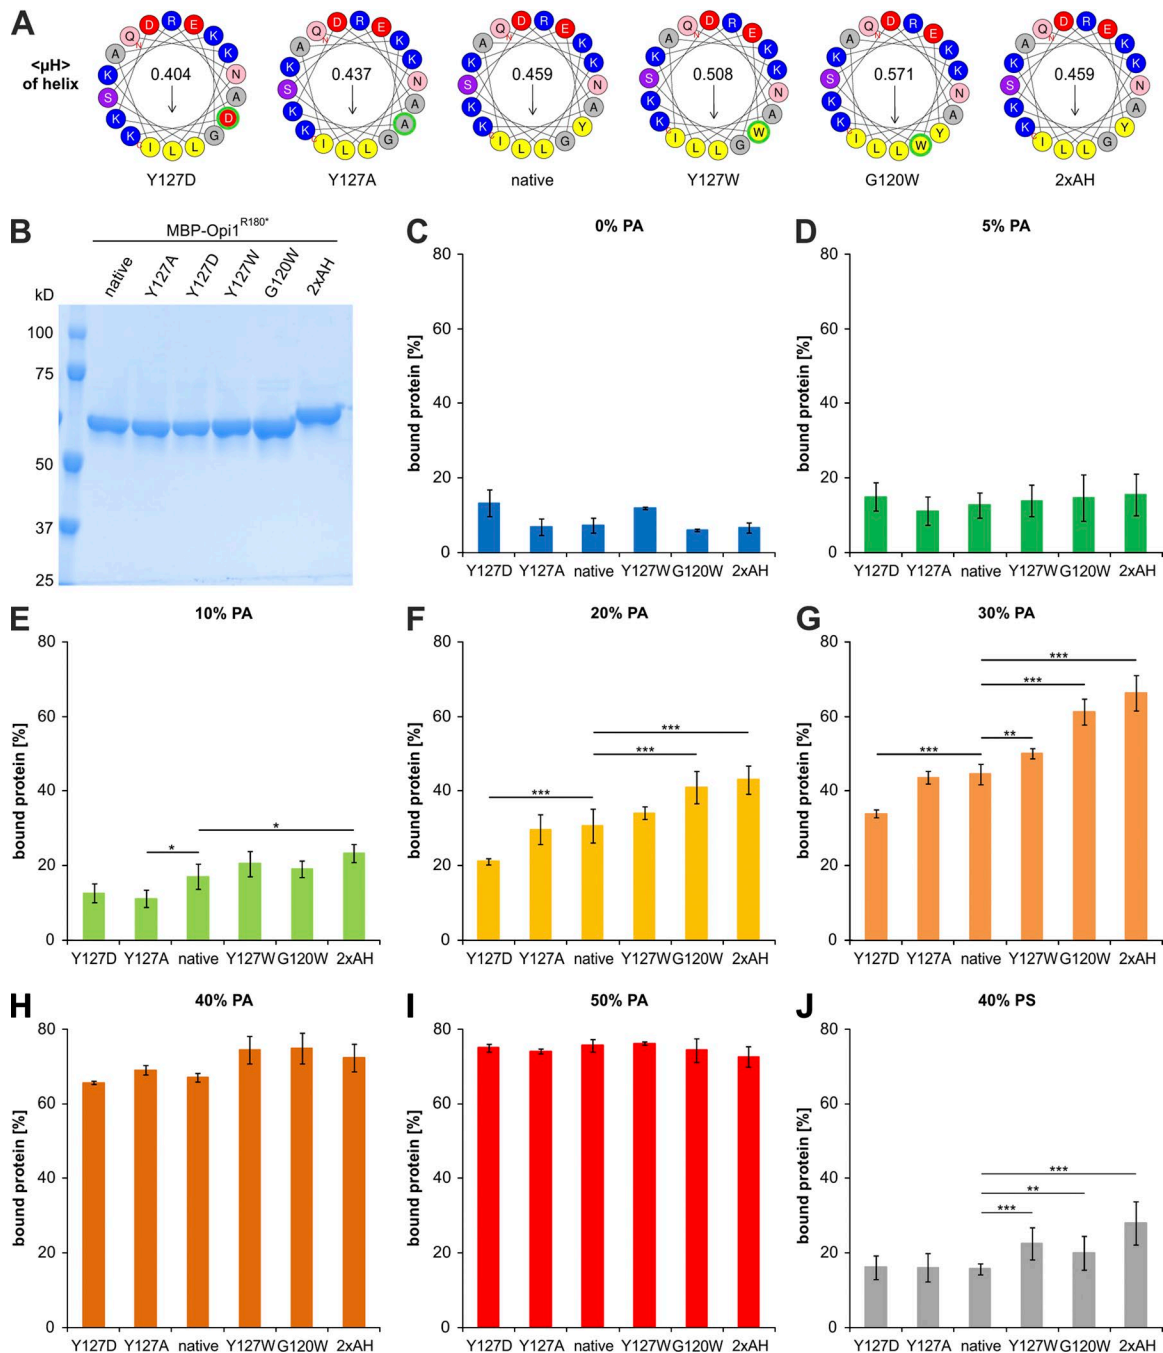 A
<µH>
of helix
Q N D R E K K N A D G L L I K K S K A
0.404
Y127D
Q N D R E K K N A A G L L I K K S K A
0.437
Y127A
Q N D R E K K N A Y G L L I K K S K A
0.459
native
Q N D R E K K N A W G L L I K K S K A
0.508
Y127W
Q N D R E K K N A Y W L L I K K S K A
0.571
G120W
Q N D R E K K N A Y G L L I K K S K A
0.459
2xAH
B
MBP-Opi1R180*
native Y127A Y127D Y127W G120W 2xAH
kD
100
75
50
37
25
C
0% PA
bound protein [%]
80
60
40
20
0
Y127D Y127A native Y127W G120W 2xAH
D
5% PA
bound protein [%]
80
60
40
20
0
Y127D Y127A native Y127W G120W 2xAH
E
10% PA
bound protein [%]
80
60
40
20
0
*
*
Y127D Y127A native Y127W G120W 2xAH
F
20% PA
bound protein [%]
80
60
40
20
0
***
***
***
Y127D Y127A native Y127W G120W 2xAH
G
30% PA
bound protein [%]
80
60
40
20
0
***
***
**
***
Y127D Y127A native Y127W G120W 2xAH
H
40% PA
bound protein [%]
80
60
40
20
0
Y127D Y127A native Y127W G120W 2xAH
I
50% PA
bound protein [%]
80
60
40
20
0
Y127D Y127A native Y127W G120W 2xAH
J
40% PS
bound protein [%]
80
60
40
20
0
***
**
***
Y127D Y127A native Y127W G120W 2xAH